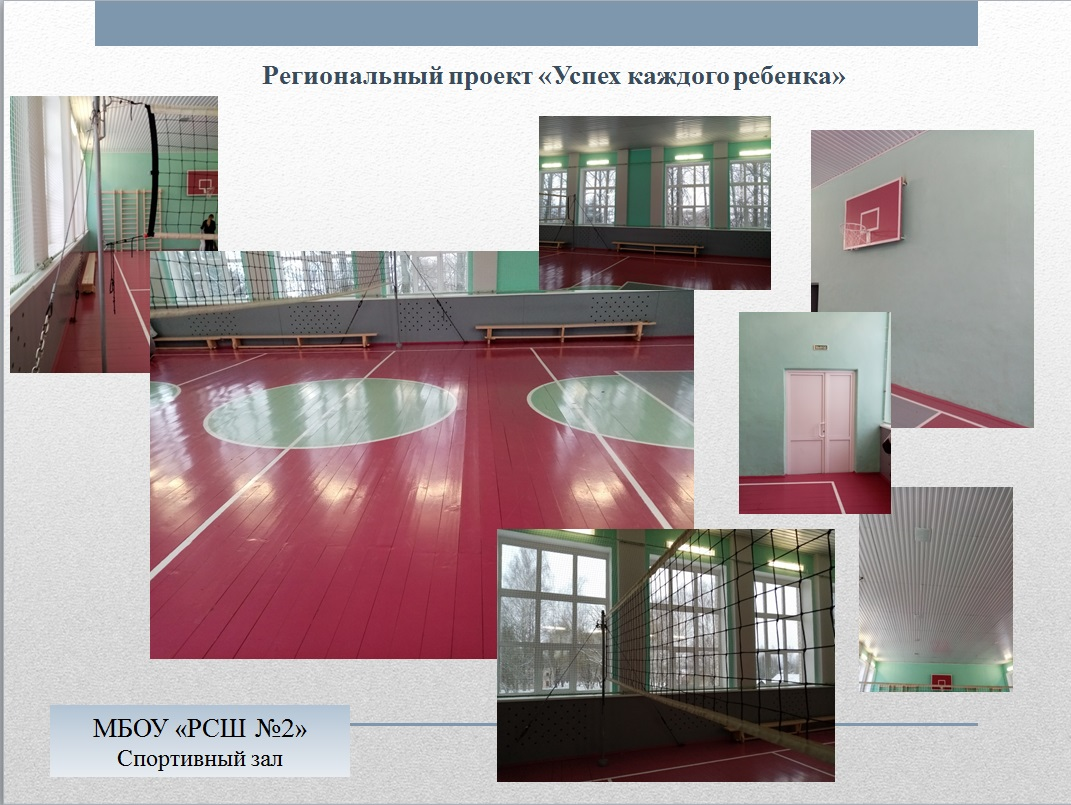 Региональный проект «Успех каждого ребенка»
МБОУ «РСШ №2»
Спортивный зал